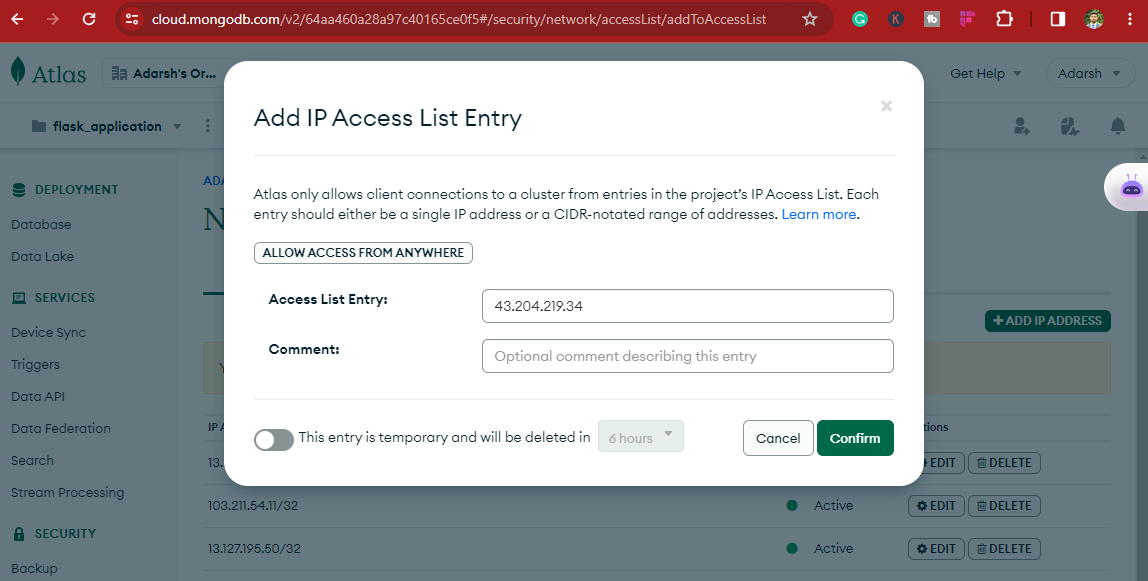 cloud.mongodb.com/v2/64aa460a28a97c40165ce0f5#/security/network/accessList/addToAccessList
Atlas
Adarsh's Or...
Get Help
Adarsh
flask_application
Add IP Access List Entry
×
DEPLOYMENT
Database
Data Lake
SERVICES
Device Sync
Triggers
Data API
Data Federation
Search
Stream Processing
SECURITY
Backup
ADA
N
Atlas only allows client connections to a cluster from entries in the project's IP Access List. Each
entry should either be a single IP address or a CIDR-notated range of addresses. Learn more.
ALLOW ACCESS FROM ANYWHERE
Access List Entry:
43.204.219.34
Comment:
Optional comment describing this entry
This entry is temporary and will be deleted in
6 hours
Cancel
Confirm
+ ADD IP ADDRESS
IP A
tions
13.
EDIT
DELETE
103.211.54.11/32
Active
EDIT
DELETE
13.127.195.50/32
Active
EDIT
DELETE